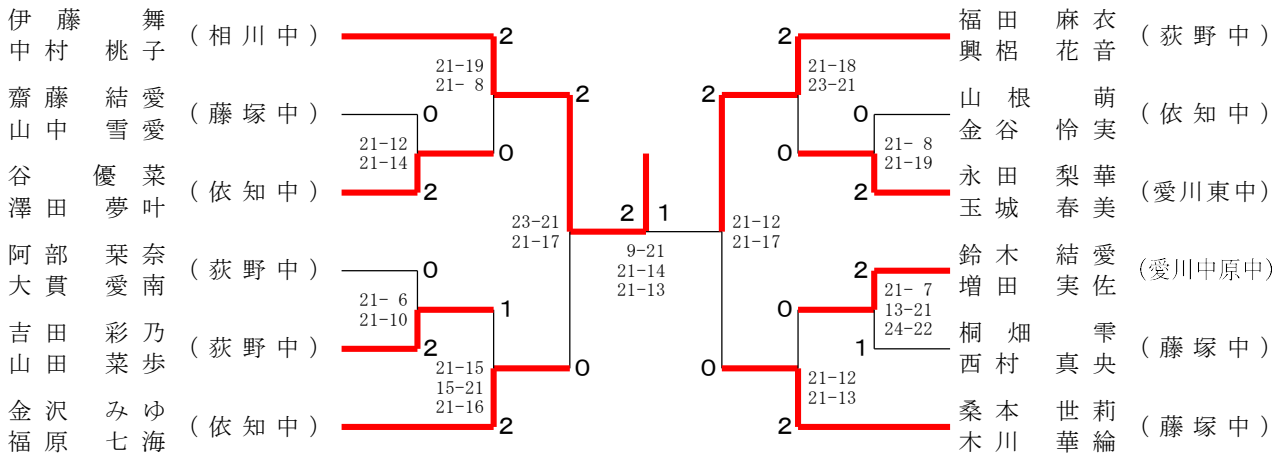 伊藤 舞
中村 桃子
(相川中)
2
21-19
21- 8
2
齋藤 結愛
山中 雪愛
(藤塚中)
0
21-12
21-14
0
谷 優菜
澤田 夢叶
(依知中)
2
23-21
21-17
阿部 栞奈
大貫 愛南
(荻野中)
0
21- 6
21-10
1
吉田 彩乃
山田 菜歩
(荻野中)
2
21-15
15-21
21-16
0
金沢 みゆ
福原 七海
(依知中)
2
2 1
9-21
21-14
21-13
福田 麻衣
興梠 花音
(荻野中)
2
21-18
23-21
2
山根 萌
金谷 怜実
(依知中)
0
21- 8
21-19
0
永田 梨華
玉城 春美
(愛川東中)
2
21-12
21-17
鈴木 結愛
増田 実佐
(愛川中原中)
2
21- 7
13-21
24-22
0
桐畑 雫
西村 真央
(藤塚中)
1
21-12
21-13
0
桑本 世莉
木川 華綸
(藤塚中)
2